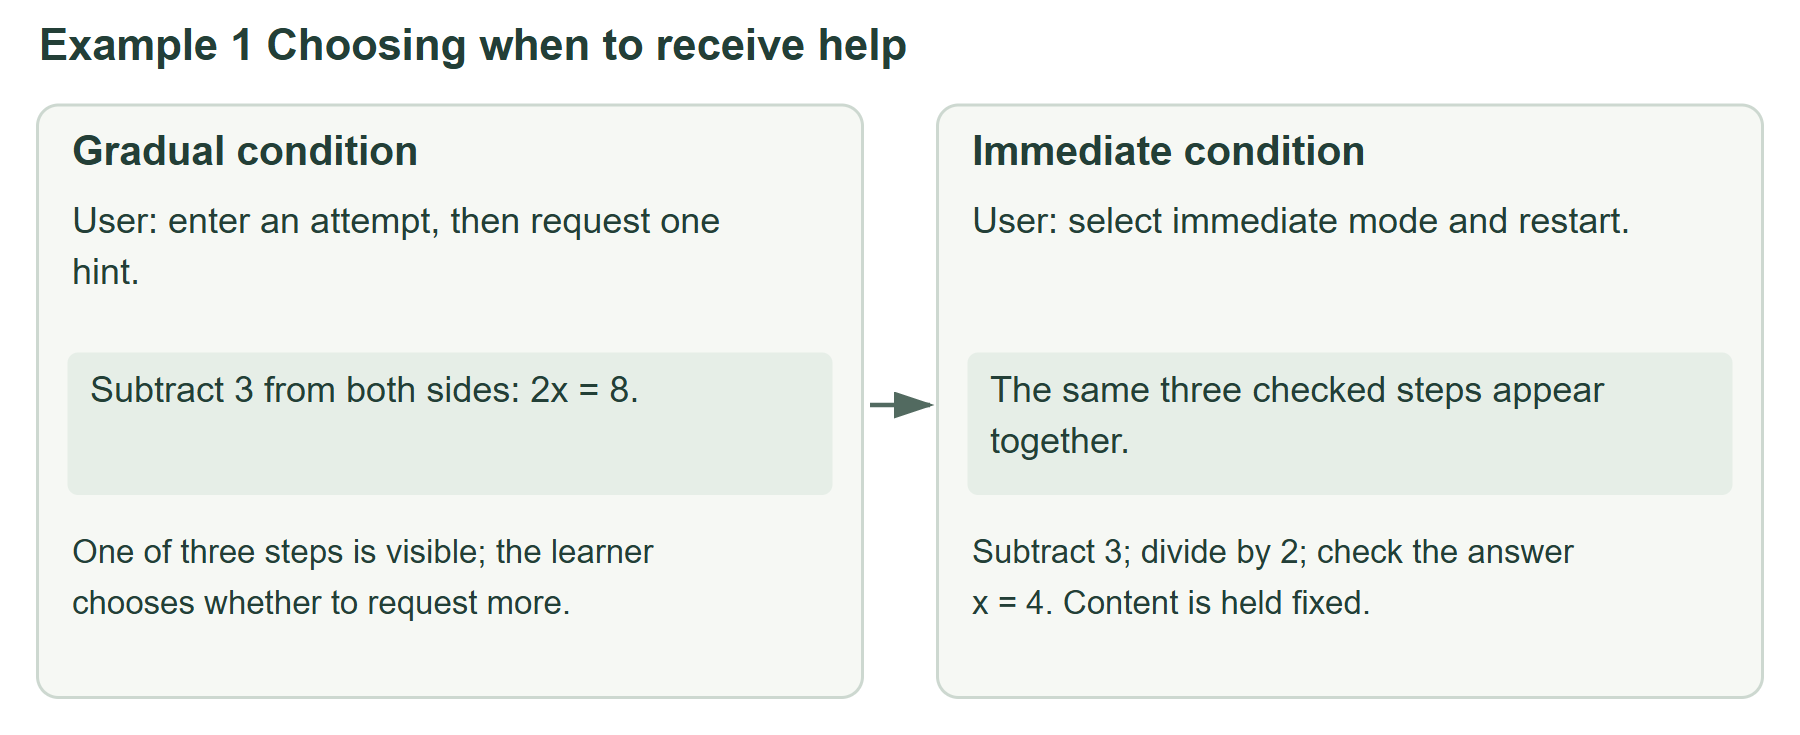 Example 1 Choosing when to receive help
Gradual condition
User: enter an attempt, then request one
hint.
Subtract 3 from both sides: 2x = 8.
One of three steps is visible; the learner
chooses whether to request more.
Immediate condition
User: select immediate mode and restart.
The same three checked steps appear
together.
Subtract 3; divide by 2; check the answer
x = 4. Content is held fixed.